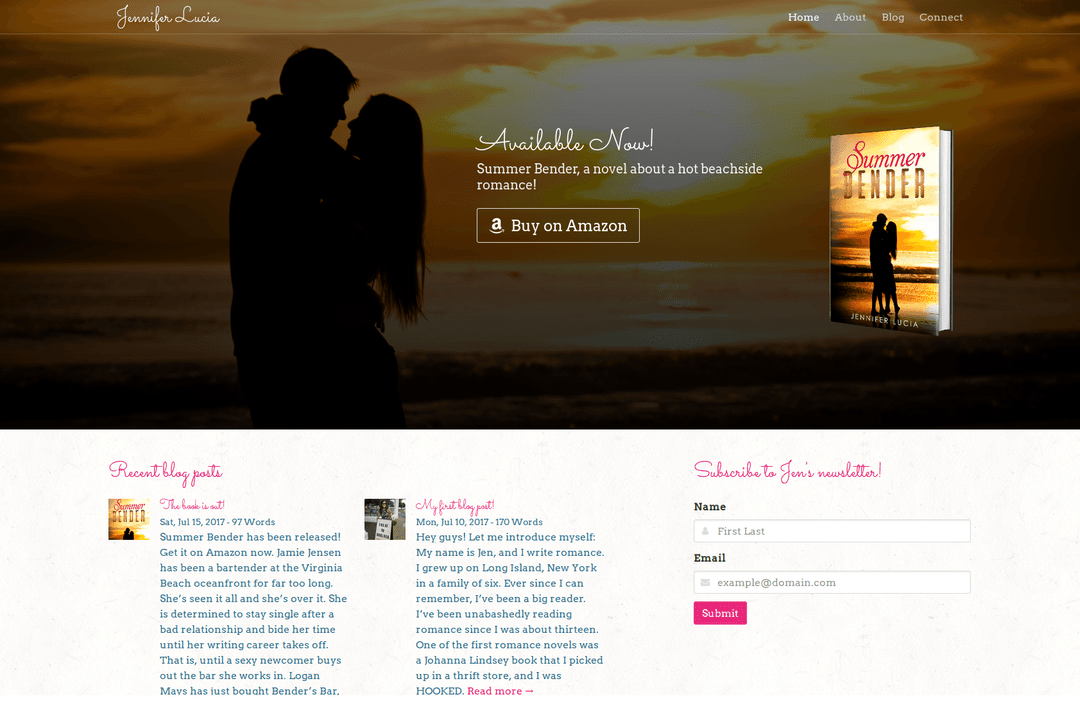 Jennifer Lucia
Home About Blog Connect
Available Now!
Summer Bender, a novel about a hot beachside
romance!
Buy on Amazon
Summer
BENDER
JENNIFER LUCIA
Recent blog posts
Summer
BENDER
The book is out!
Sat, Jul 15, 2017 - 97 Words
Summer Bender has been released!
Get it on Amazon now. Jamie Jensen
has been a bartender at the Virginia
Beach oceanfront for far too long.
She’s seen it all and she’s over it. She
is determined to stay single after a
bad relationship and bide her time
until her writing career takes off.
That is, until a sexy newcomer buys
out the bar she works in. Logan
Mays has just bought Bender’s Bar,
My first blog post!
Mon, Jul 10, 2017 - 170 Words
Hey guys! Let me introduce myself:
My name is Jen, and I write romance.
I grew up on Long Island, New York
in a family of six. Ever since I can
remember, I’ve been a big reader.
I’ve been unabashedly reading
romance since I was about thirteen.
One of the first romance novels was
a Johanna Lindsey book that I picked
up in a thrift store, and I was
HOOKED. Read more →
Subscribe to Jen's newsletter!
Name
First Last
Email
example@domain.com
Submit